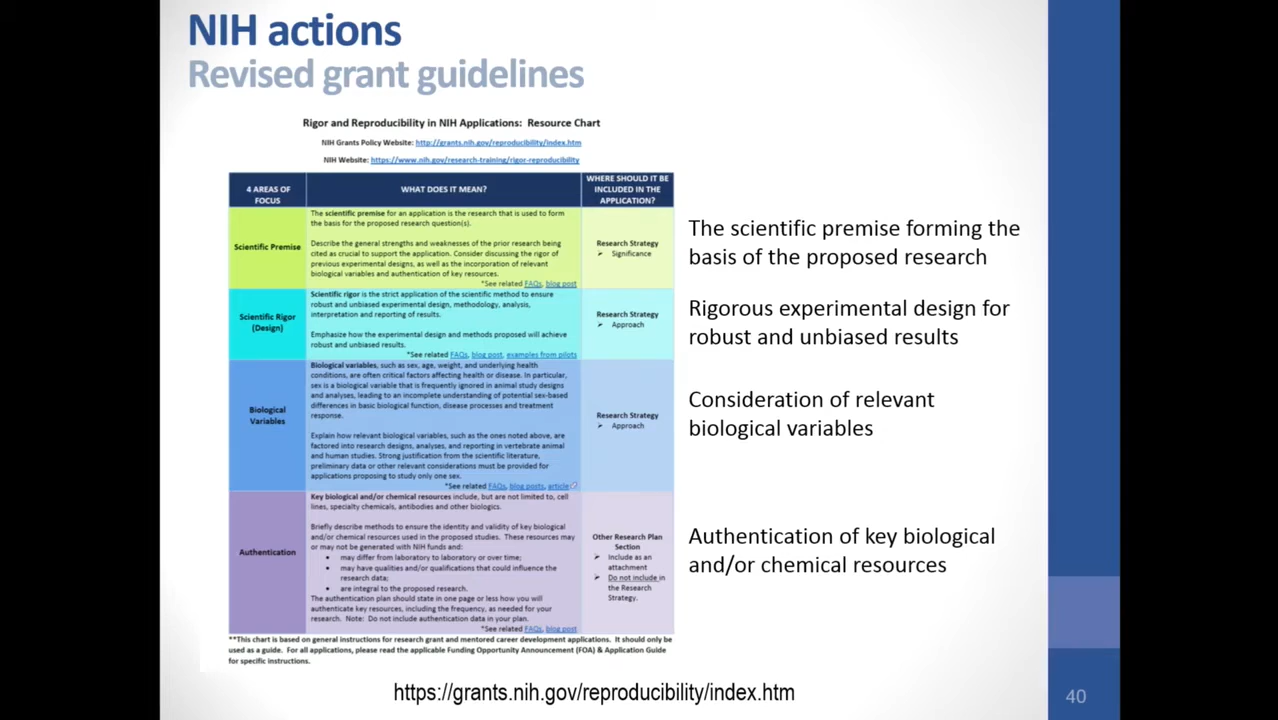 NIH actions
Revised grant guidelines
Rigor and Reproducibility in NIH Applications: Resource Chart
NIH Grants Policy Website: http://grants.nih.gov/reproducibility/index.htm
NIH Website: https://www.nih.gov/research-training/rigor-reproducibility
4 AREAS OF
FOCUS
WHAT DOES IT MEAN?
WHERE SHOULD IT BE
INCLUDED IN THE
APPLICATION?
Scientific Premise
The scientific premise for an application is the research that is used to form
the basis for the proposed research question(s).
Describe the general strengths and weaknesses of the prior research being
cited as crucial to support the application. Consider discussing the rigor of
previous experimental designs, as well as the incorporation of relevant
biological variables and authentication of key resources.
*See related FAQs, blog post
Research Strategy
➢ Significance
Scientific Rigor
(Design)
Scientific rigor is the strict application of the scientific method to ensure
robust and unbiased experimental design, methodology, analysis,
interpretation and reporting of results.
Emphasize how the experimental design and methods proposed will achieve
robust and unbiased results.
*See related FAQs, blog post, examples from pilots
Research Strategy
➢ Approach
Biological
Variables
Biological variables, such as sex, age, weight, and underlying health
conditions, are often critical factors affecting health or disease. In particular,
sex is a biological variable that is frequently ignored in animal study designs
and analyses, leading to an incomplete understanding of potential sex-based
differences in basic biological function, disease processes and treatment
response.
Explain how relevant biological variables, such as the ones noted above, are
factored into research designs, analyses, and reporting in vertebrate animal
and human studies. Strong justification from the scientific literature,
preliminary data or other relevant considerations must be provided for
applications proposing to study only one sex.
*See related FAQs, blog posts, article
Research Strategy
➢ Approach
Authentication
Key biological and/or chemical resources include, but are not limited to, cell
lines, specialty chemicals, antibodies and other biologics.
Briefly describe methods to ensure the identity and validity of key biological
and/or chemical resources used in the proposed studies. These resources may
or may not be generated with NIH funds and:
• may differ from laboratory to laboratory or over time;
• may have qualities and/or qualifications that could influence the
research data;
• are integral to the proposed research.
The authentication plan should state in one page or less how you will
authenticate key resources, including the frequency, as needed for your
research. Note: Do not include authentication data in your plan.
*See related FAQs, blog post
Other Research Plan
Section
➢ Include as an
attachment
➢ Do not include in
the Research
Strategy.
**This chart is based on general instructions for research grant and mentored career development applications. It should only be
used as a guide. For all applications, please read the applicable Funding Opportunity Announcement (FOA) & Application Guide
for specific instructions.
The scientific premise forming the
basis of the proposed research
Rigorous experimental design for
robust and unbiased results
Consideration of relevant
biological variables
Authentication of key biological
and/or chemical resources
https://grants.nih.gov/reproducibility/index.htm
40